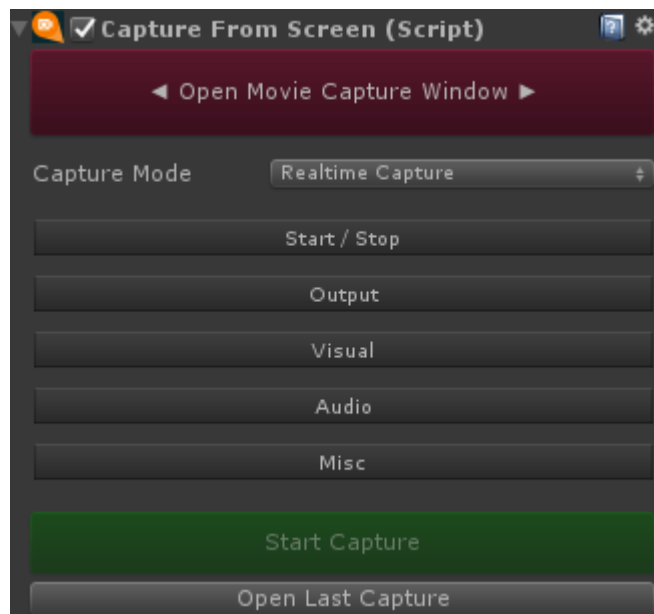 Capture From Screen (Script)
◄ Open Movie Capture Window ►
Capture Mode Realtime Capture
Start / Stop
Output
Visual
Audio
Misc
Start Capture
Open Last Capture